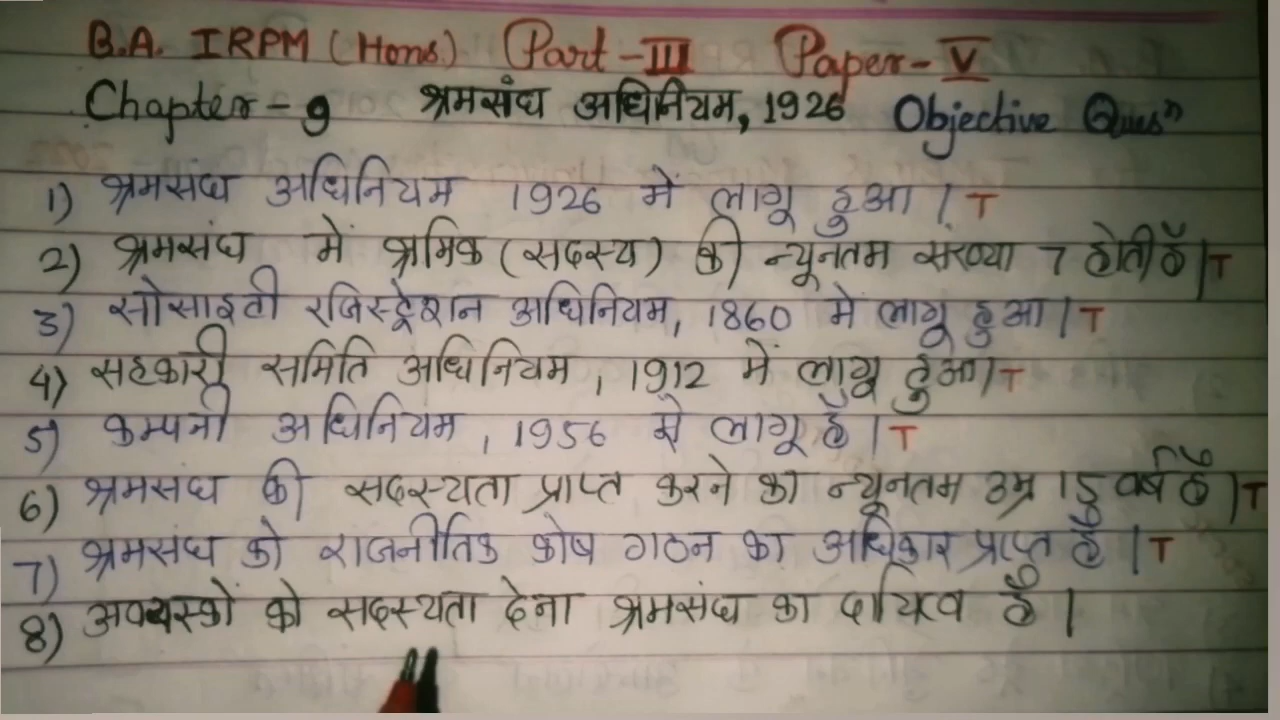 B.A. IRPM (Hons) Part-III Paper-V
Chapter-9 श्रमसंघ अधिनियम, 1926 Objective Quesⁿ
1) श्रमसंघ अधिनियम 1926 में लागू हुआ। T
2) श्रमसंघ में श्रमिक (सदस्य) की न्यूनतम संख्या 7 होती हैं। T
3) सोसाइटी रजिस्ट्रेशन अधिनियम, 1860 में लागू हुआ। T
4) सहकारी समिति अधिनियम, 1912 में लागू हुआ। T
5) कम्पनी अधिनियम, 1956 से लागू हैं। T
6) श्रमसंघ की सदस्यता प्राप्त करने का न्यूनतम उम्र 15 वर्ष हैं। T
7) श्रमसंघ को राजनीतिक कोष गठन का अधिकार प्राप्त हैं। T
8) अवयस्कों को सदस्यता देना श्रमसंघ का दायित्व हैं।